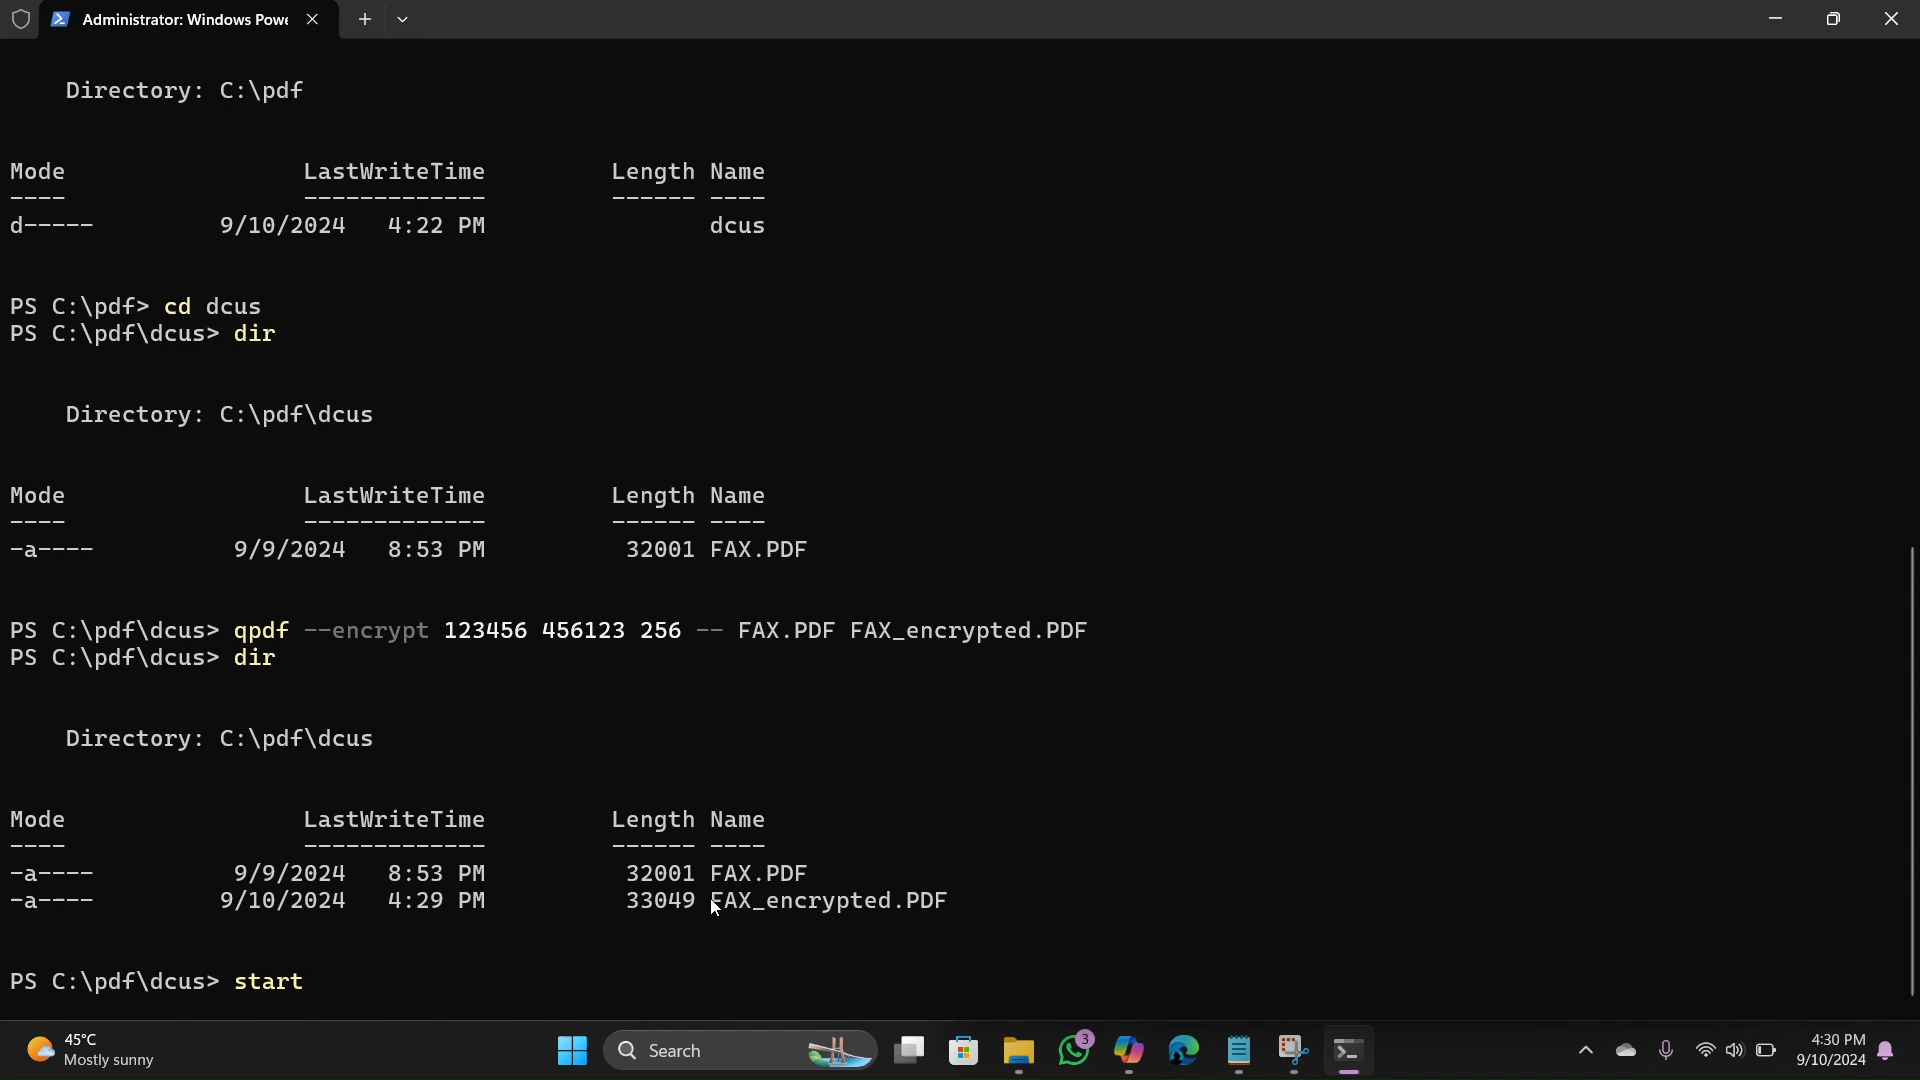 Administrator: Windows Powe
Directory: C:\pdf
Mode LastWriteTime Length Name
---- ------------- ------ ----
d----- 9/10/2024 4:22 PM dcus
PS C:\pdf> cd dcus
PS C:\pdf\dcus> dir
Directory: C:\pdf\dcus
Mode LastWriteTime Length Name
---- ------------- ------ ----
-a---- 9/9/2024 8:53 PM 32001 FAX.PDF
PS C:\pdf\dcus> qpdf --encrypt 123456 456123 256 -- FAX.PDF FAX_encrypted.PDF
PS C:\pdf\dcus> dir
Directory: C:\pdf\dcus
Mode LastWriteTime Length Name
---- ------------- ------ ----
-a---- 9/9/2024 8:53 PM 32001 FAX.PDF
-a---- 9/10/2024 4:29 PM 33049 FAX_encrypted.PDF
PS C:\pdf\dcus> start
45°C
Mostly sunny
Search
3
4:30 PM
9/10/2024